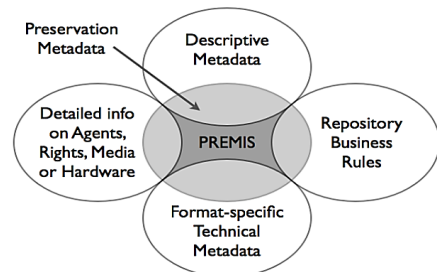 Preservation
Metadata
Descriptive
Metadata
Detailed info
on Agents,
Rights, Media
or Hardware
PREMIS
Repository
Business
Rules
Format-specific
Technical
Metadata